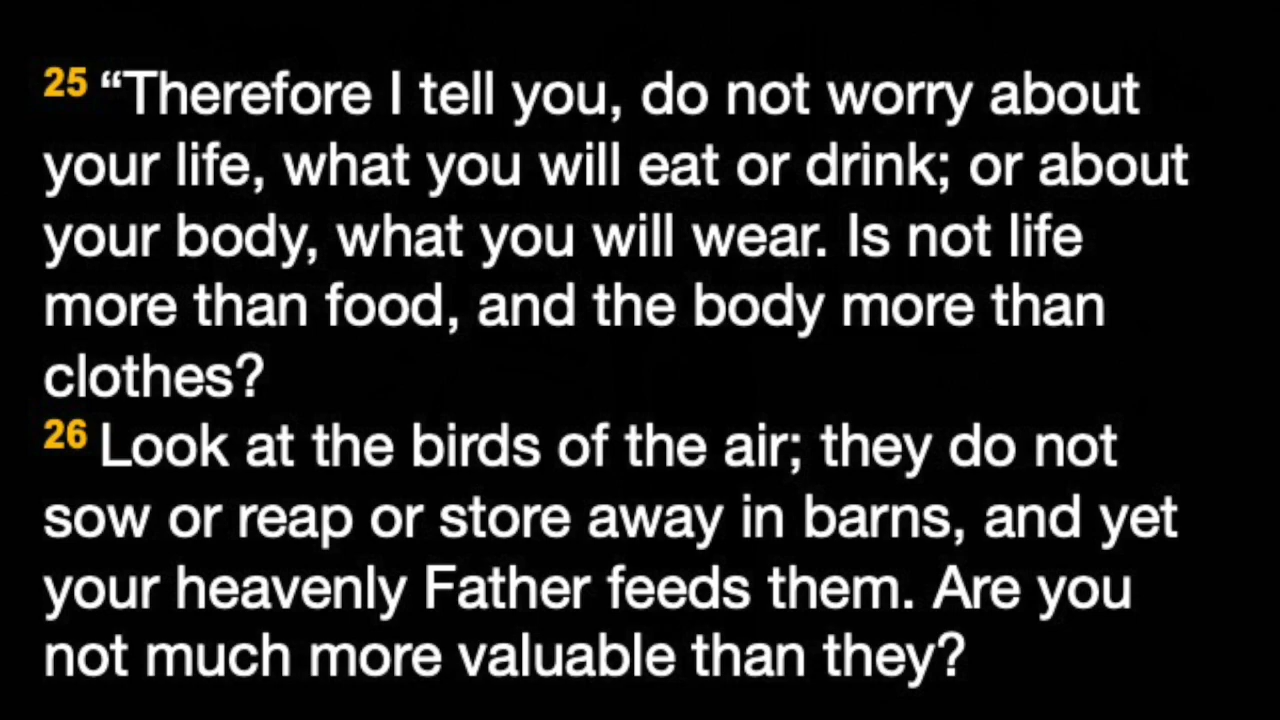 25 “Therefore I tell you, do not worry about
your life, what you will eat or drink; or about
your body, what you will wear. Is not life
more than food, and the body more than
clothes?
26 Look at the birds of the air; they do not
sow or reap or store away in barns, and yet
your heavenly Father feeds them. Are you
not much more valuable than they?